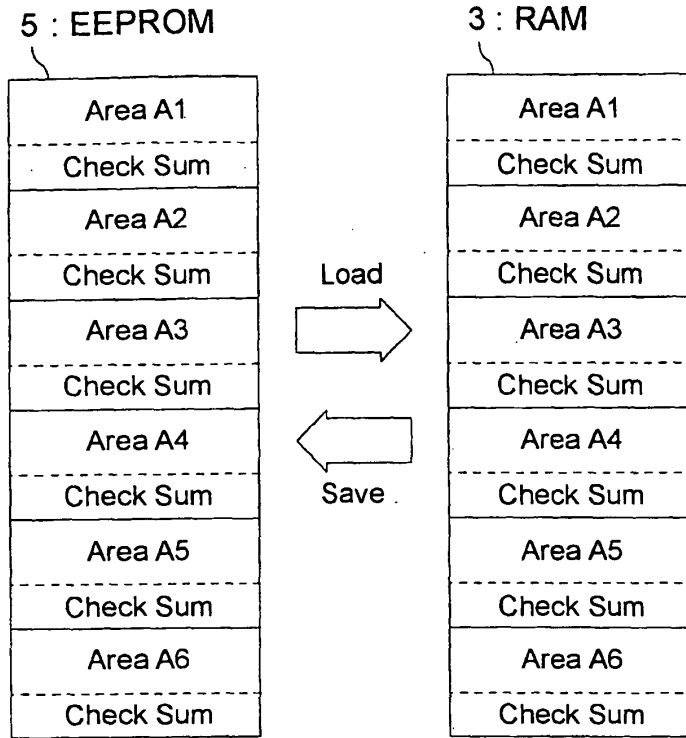 5 : EEPROM
Area A1
Check Sum
Area A2
Check Sum
Area A3
Check Sum
Area A4
Check Sum
Area A5
Check Sum
Area A6
Check Sum
Load
Save
3 : RAM
Area A1
Check Sum
Area A2
Check Sum
Area A3
Check Sum
Area A4
Check Sum
Area A5
Check Sum
Area A6
Check Sum